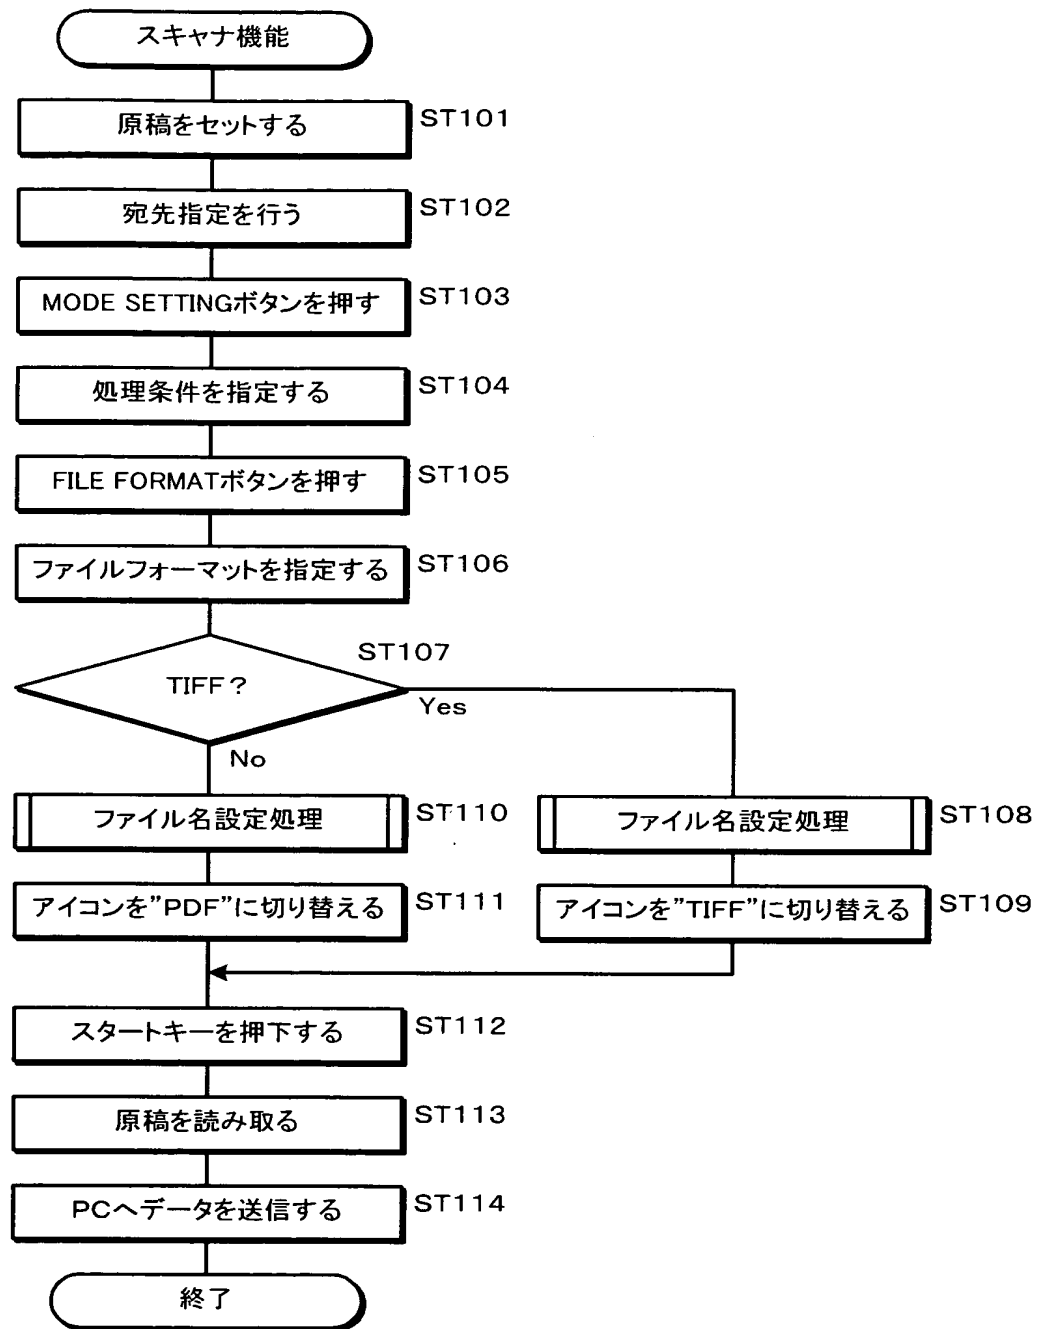 スキャナ機能
原稿をセットする
ST101
宛先指定を行う
ST102
MODE SETTINGボタンを押す
ST103
処理条件を指定する
ST104
FILE FORMATボタンを押す
ST105
ファイルフォーマットを指定する
ST106
ST107
TIFF?
Yes
No
ファイル名設定処理
ST110
ファイル名設定処理
ST108
アイコンを”PDF”に切り替える
ST111
アイコンを”TIFF”に切り替える
ST109
スタートキーを押下する
ST112
原稿を読み取る
ST113
PCへデータを送信する
ST114
終了